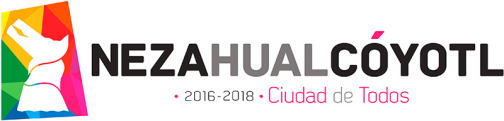 NEZAHUALCÓYOTL
• 2016-2018 • Ciudad de Todos